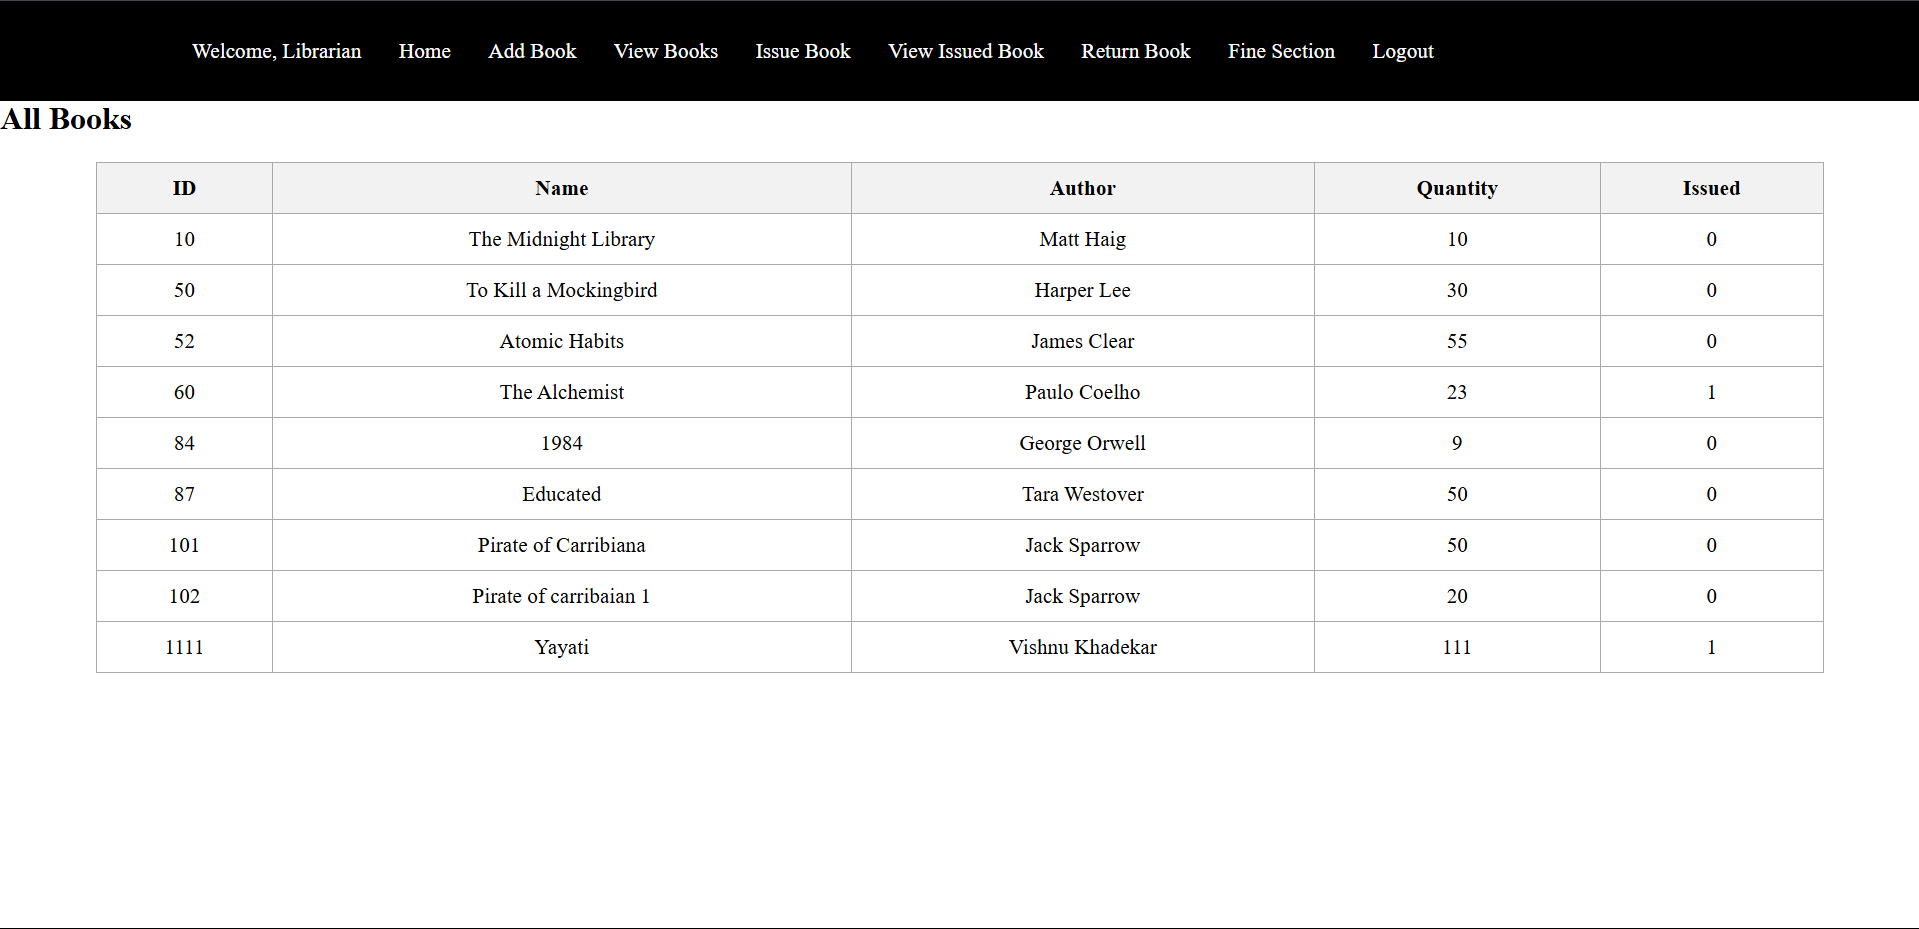 Welcome, Librarian Home Add Book View Books Issue Book View Issued Book Return Book Fine Section Logout
All Books
ID Name Author Quantity Issued
10 The Midnight Library Matt Haig 10 0
50 To Kill a Mockingbird Harper Lee 30 0
52 Atomic Habits James Clear 55 0
60 The Alchemist Paulo Coelho 23 1
84 1984 George Orwell 9 0
87 Educated Tara Westover 50 0
101 Pirate of Carribiana Jack Sparrow 50 0
102 Pirate of carribaian 1 Jack Sparrow 20 0
1111 Yayati Vishnu Khadekar 111 1